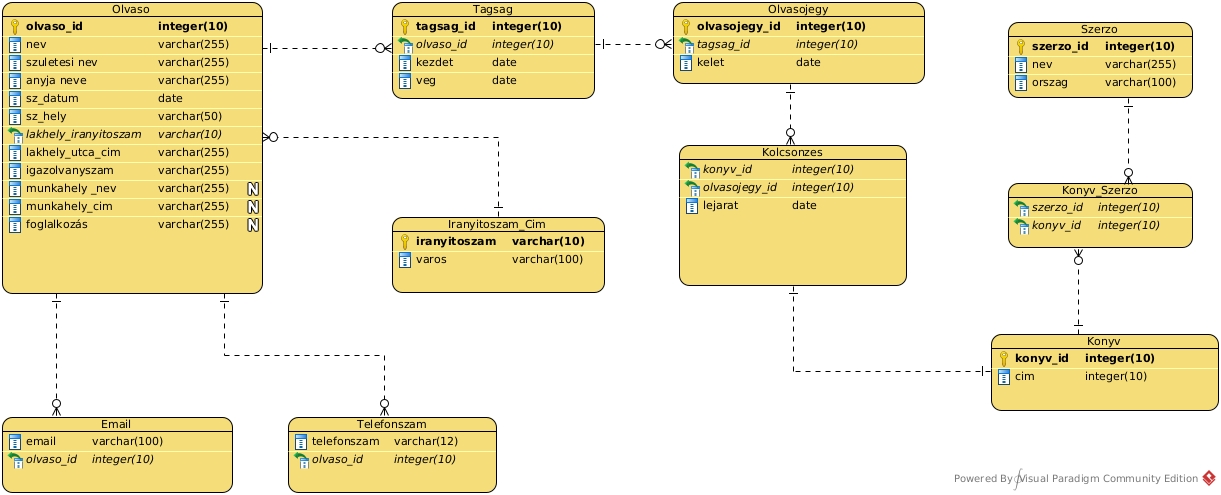 Olvaso
olvaso_id integer(10)
nev varchar(255)
szuletesi nev varchar(255)
anyja neve varchar(255)
sz_datum date
sz_hely varchar(50)
lakhely_iranyitoszam varchar(10)
lakhely_utca_cim varchar(255)
igazolvanyszam varchar(255)
munkahely _nev varchar(255) N
munkahely_cim varchar(255) N
foglalkozás varchar(255) N
Tagsag
tagsag_id integer(10)
olvaso_id integer(10)
kezdet date
veg date
Olvasojegy
olvasojegy_id integer(10)
tagsag_id integer(10)
kelet date
Szerzo
szerzo_id integer(10)
nev varchar(255)
orszag varchar(100)
Kolcsonzes
konyv_id integer(10)
olvasojegy_id integer(10)
lejarat date
Konyv_Szerzo
szerzo_id integer(10)
konyv_id integer(10)
Iranyitoszam_Cim
iranyitoszam varchar(10)
varos varchar(100)
Konyv
konyv_id integer(10)
cim integer(10)
Email
email varchar(100)
olvaso_id integer(10)
Telefonszam
telefonszam varchar(12)
olvaso_id integer(10)
Powered By Visual Paradigm Community Edition